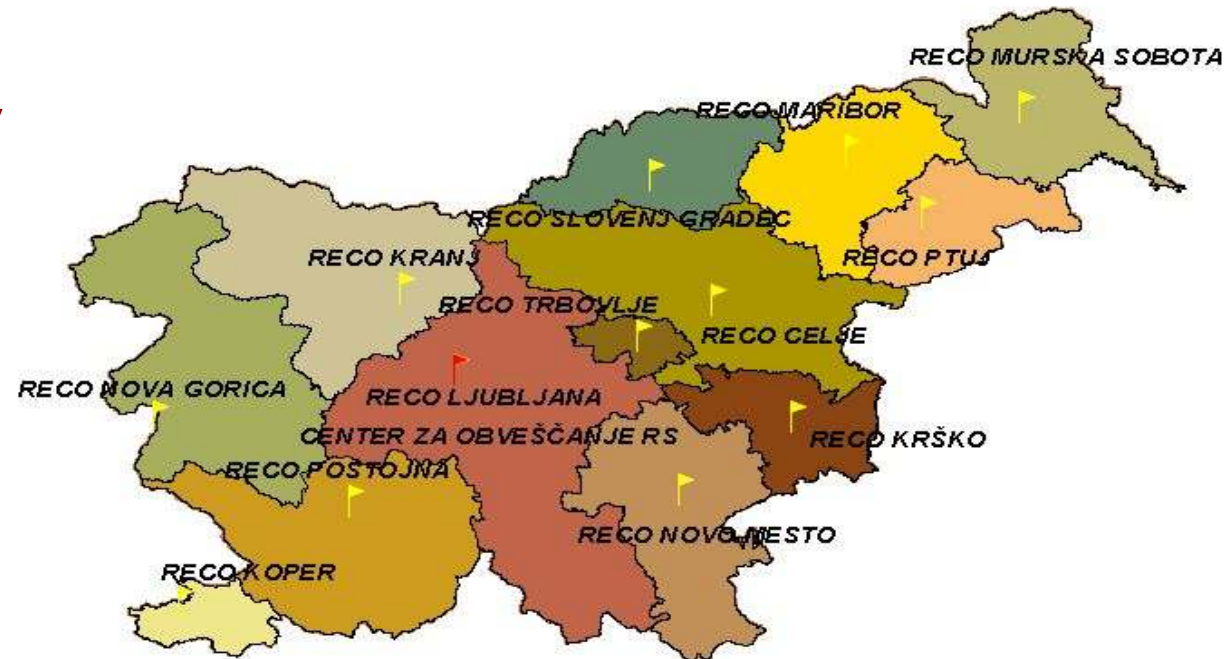 RECO MURSKA SOBOTA
RECO MARIBOR
RECO SLOVENJ GRADEC
RECO KRANJ
RECO PTUJ
RECO TRBOVLJE
RECO CELJE
RECO NOVA GORICA
RECO LJUBLJANA
CENTER ZA OBVEŠČANJE RS
RECO KRŠKO
RECO POSTOJNA
RECO NOVO MESTO
RECO KOPER